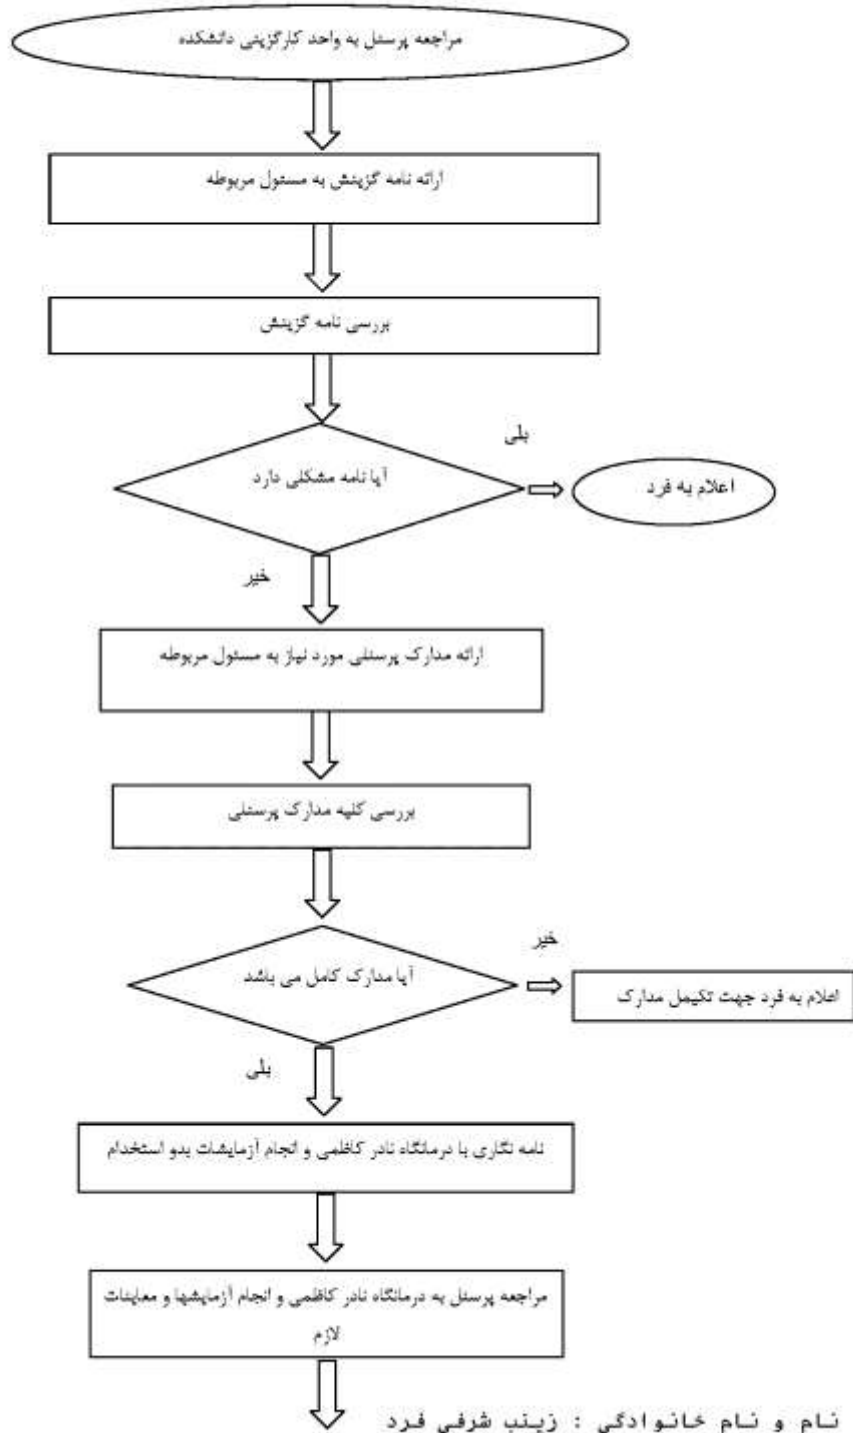 مراجعه پرسنل به واحد کارگزینی دانشکده
ارائه نامه گزینش به مسئول مربوطه
بررسی نامه گزینش
آیا نامه مشکلی دارد
بلی
اعلام به فرد
خیر
ارائه مدارک پرسنلی مورد نیاز به مسئول مربوطه
بررسی کلیه مدارک پرسنلی
آیا مدارک کامل می باشد
خیر
اعلام به فرد جهت تکیمل مدارک
بلی
نامه نگاری با درمانگاه نادر کاظمی و انجام آزمایشات بدو استخدام
مراجعه پرسنل به درمانگاه نادر کاظمی و انجام آزمایشها و معاینات
لازم
نام و نام خانوادگی : زینب شرفی فرد